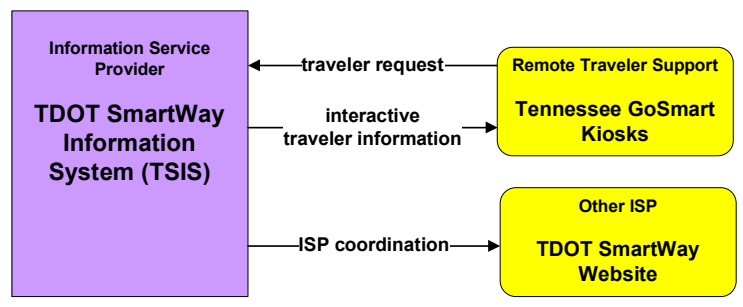 Information Service
Provider
TDOT SmartWay
Information
System (TSIS)
traveler request
interactive
traveler information
ISP coordination
Remote Traveler Support
Tennessee GoSmart
Kiosks
Other ISP
TDOT SmartWay
Website